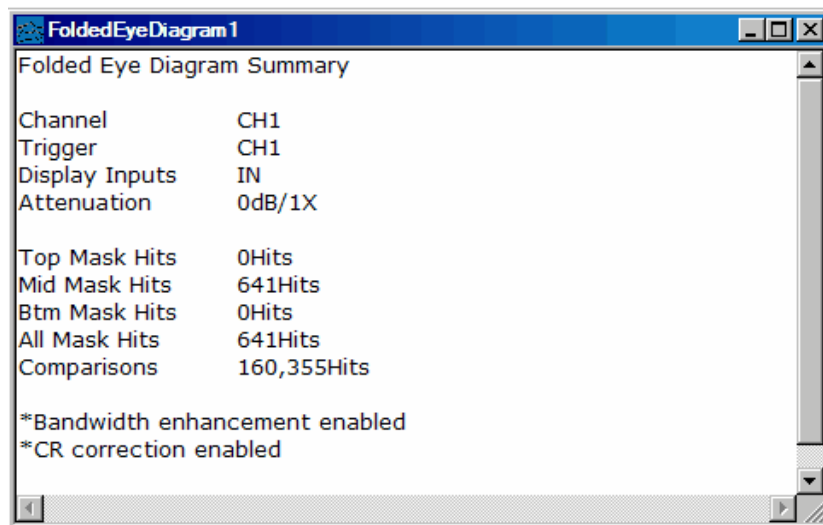 FoldedEyeDiagram1
Folded Eye Diagram Summary
Channel CH1
Trigger CH1
Display Inputs IN
Attenuation 0dB/1X
Top Mask Hits 0Hits
Mid Mask Hits 641Hits
Btm Mask Hits 0Hits
All Mask Hits 641Hits
Comparisons 160,355Hits
*Bandwidth enhancement enabled
*CR correction enabled